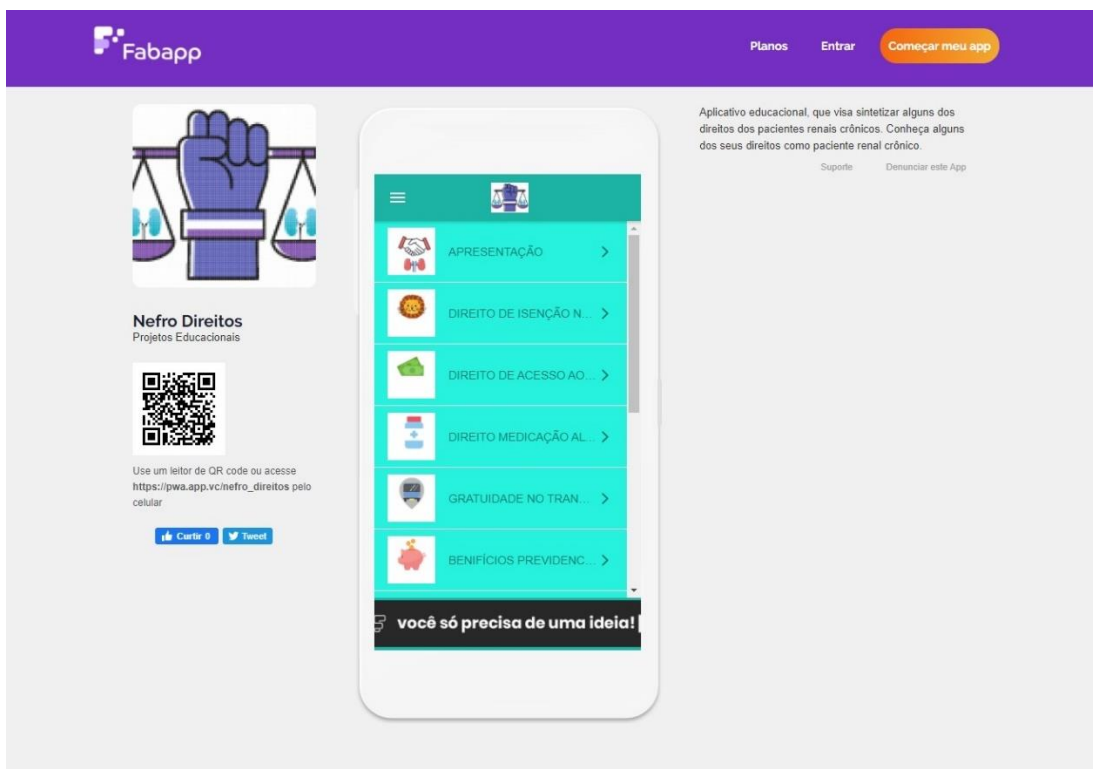 Fabapp
Planos
Entrar
Começar meu app
Nefro Direitos
Projetos Educacionais
Use um leitor de QR code ou acesse
https://pwa.app.vc/nefro_direitos pelo
celular
Curtir 0
Tweet
APRESENTAÇÃO
DIREITO DE ISENÇÃO N...
DIREITO DE ACESSO AO...
DIREITO MEDICAÇÃO AL...
GRATUIDADE NO TRAN...
BENIFÍCIOS PREVIDENC...
você só precisa de uma ideia!
Aplicativo educacional, que visa sintetizar alguns dos
direitos dos pacientes renais crônicos. Conheça alguns
dos seus direitos como paciente renal crônico.
Suporte
Denunciar este App